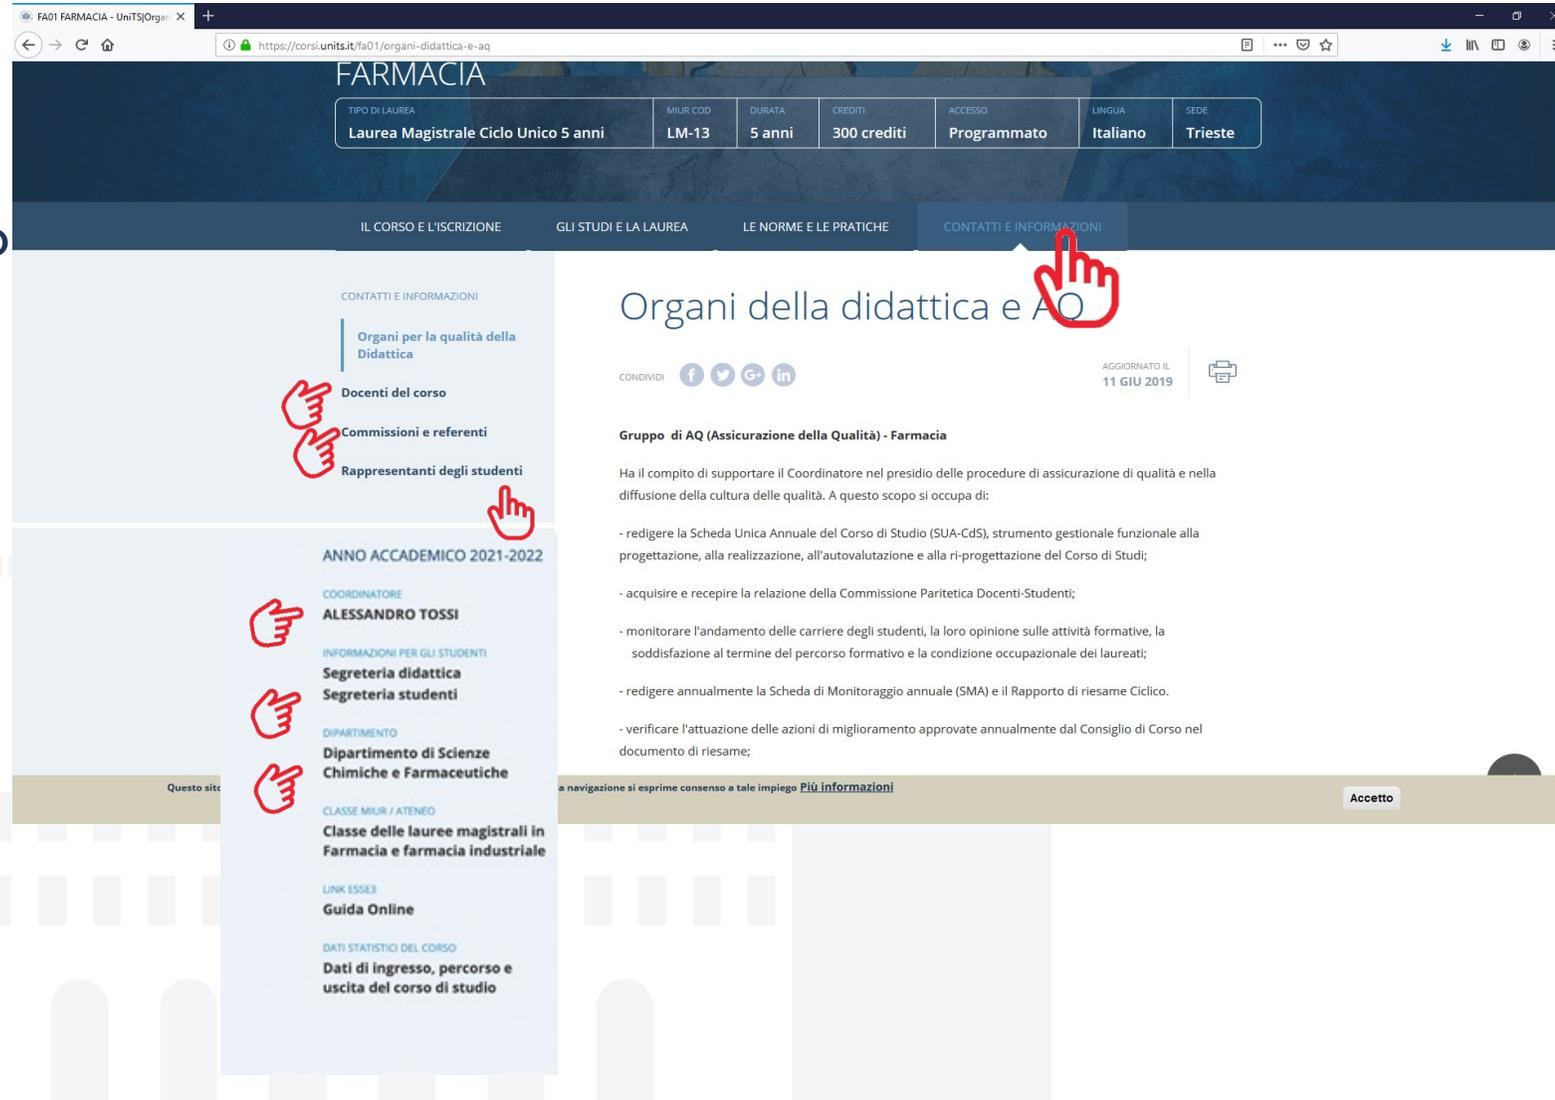 FA01 FARMACIA - UniTS|Organ
https://corsi.units.it/fa01/organi-didattica-e-aq
FARMACIA
TIPO DI LAUREA
Laurea Magistrale Ciclo Unico 5 anni
MIUR COD
LM-13
DURATA
5 anni
CREDITI
300 crediti
ACCESSO
Programmato
LINGUA
Italiano
SEDE
Trieste
IL CORSO E L'ISCRIZIONE
GLI STUDI E LA LAUREA
LE NORME E LE PRATICHE
CONTATTI E INFORMAZIONI
CONTATTI E INFORMAZIONI
Organi per la qualità della
Didattica
Docenti del corso
Commissioni e referenti
Rappresentanti degli studenti
ANNO ACCADEMICO 2021-2022
COORDINATORE
ALESSANDRO TOSSI
INFORMAZIONI PER GLI STUDENTI
Segreteria didattica
Segreteria studenti
DIPARTIMENTO
Dipartimento di Scienze
Chimiche e Farmaceutiche
CLASSE MIUR / ATENEO
Classe delle lauree magistrali in
Farmacia e farmacia industriale
LINK ESSE3
Guida Online
DATI STATISTICI DEL CORSO
Dati di ingresso, percorso e
uscita del corso di studio
Organi della didattica e AQ
CONDIVIDI
AGGIORNATO IL
11 GIU 2019
Gruppo di AQ (Assicurazione della Qualità) - Farmacia
Ha il compito di supportare il Coordinatore nel presidio delle procedure di assicurazione di qualità e nella
diffusione della cultura delle qualità. A questo scopo si occupa di:
- redigere la Scheda Unica Annuale del Corso di Studio (SUA-CdS), strumento gestionale funzionale alla
progettazione, alla realizzazione, all'autovalutazione e alla ri-progettazione del Corso di Studi;
- acquisire e recepire la relazione della Commissione Paritetica Docenti-Studenti;
- monitorare l'andamento delle carriere degli studenti, la loro opinione sulle attività formative, la
soddisfazione al termine del percorso formativo e la condizione occupazionale dei laureati;
- redigere annualmente la Scheda di Monitoraggio annuale (SMA) e il Rapporto di riesame Ciclico.
- verificare l'attuazione delle azioni di miglioramento approvate annualmente dal Consiglio di Corso nel
documento di riesame;
Questo sito
a navigazione si esprime consenso a tale impiego Più informazioni
Accetto